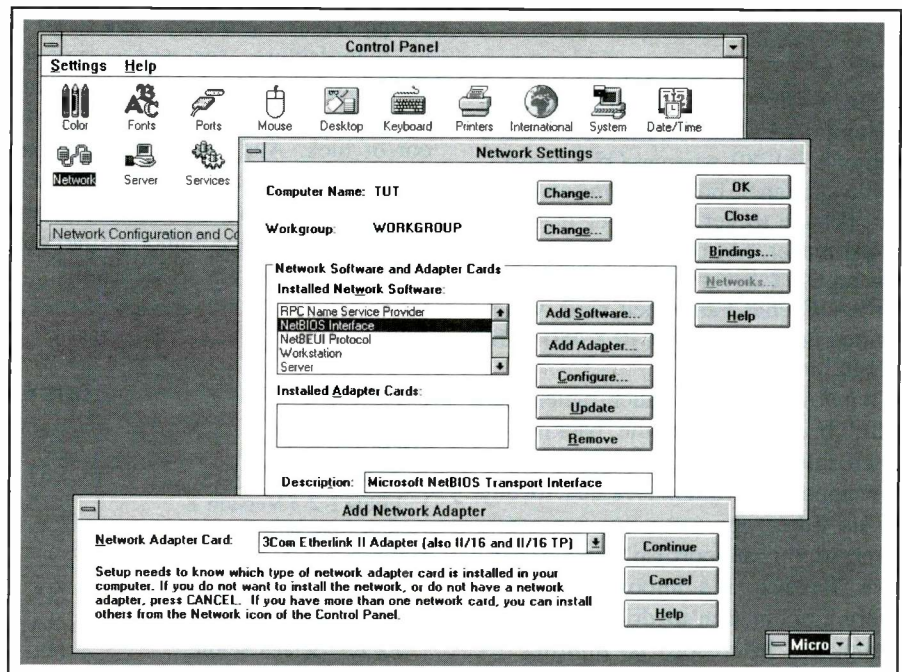 Control Panel
Settings Help
Color Fonts Ports Mouse Desktop Keyboard Printers International System Date/Time
Network Server Services
Network Configuration and Co
Network Settings
Computer Name: TUT Change...
Workgroup: WORKGROUP Change...
OK
Close
Bindings...
Networks...
Help
Network Software and Adapter Cards
Installed Network Software:
RPC Name Service Provider
NetBIOS Interface
NetBEUI Protocol
Workstation
Server
Add Software...
Add Adapter...
Configure...
Update
Remove
Installed Adapter Cards:
Description: Microsoft NetBIOS Transport Interface
Add Network Adapter
Network Adapter Card: 3Com Etherlink II Adapter (also II/16 and II/16 TP)
Continue
Cancel
Help
Setup needs to know which type of network adapter card is installed in your
computer. If you do not want to install the network, or do not have a network
adapter, press CANCEL. If you have more than one network card, you can install
others from the Network icon of the Control Panel.
Micro